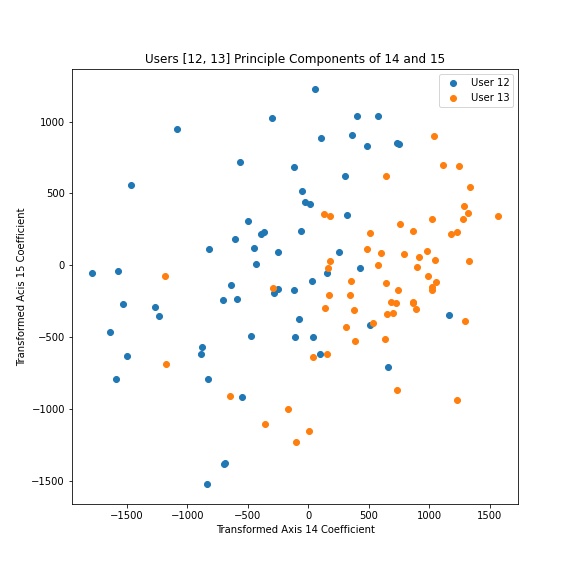 Users [12, 13] Principle Components of 14 and 15
User 12
User 13
Transformed Acis 15 Coefficient
1000
500
0
−500
−1000
−1500
−1500
−1000
−500
0
500
1000
1500
Transformed Axis 14 Coefficient